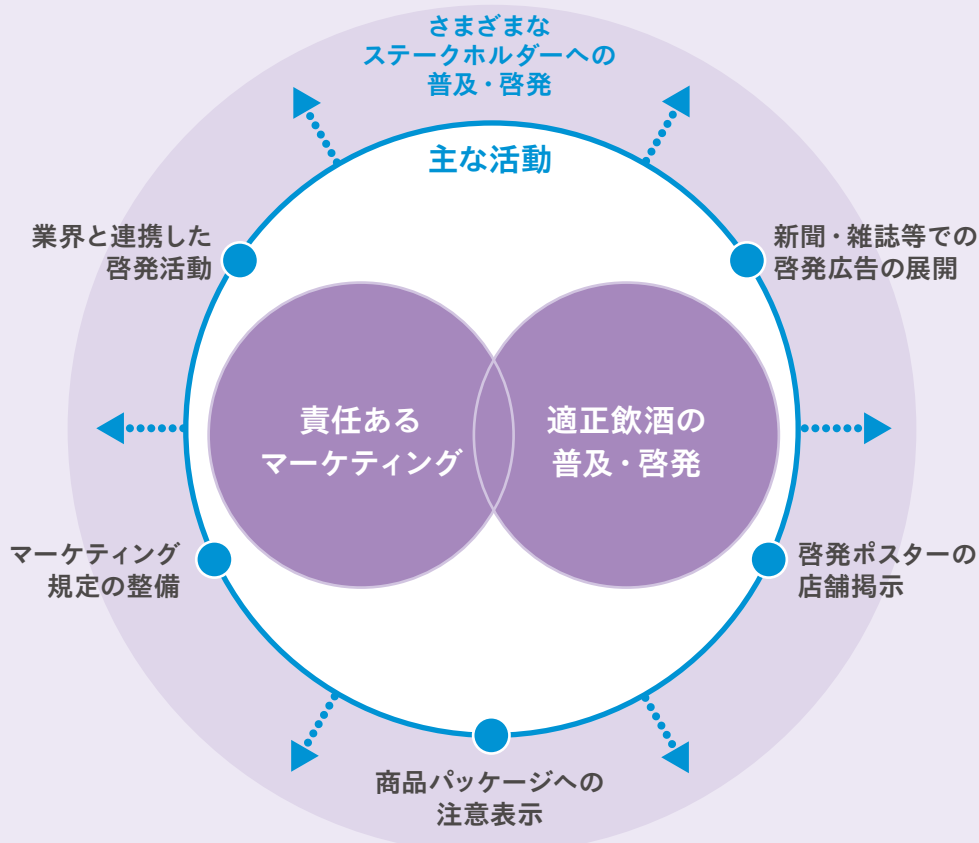 さまざまな
ステークホルダーへの
普及・啓発
主な活動
業界と連携した
啓発活動
新聞・雑誌等での
啓発広告の展開
責任ある
マーケティング
適正飲酒の
普及・啓発
マーケティング
規定の整備
啓発ポスターの
店舗掲示
商品パッケージへの
注意表示